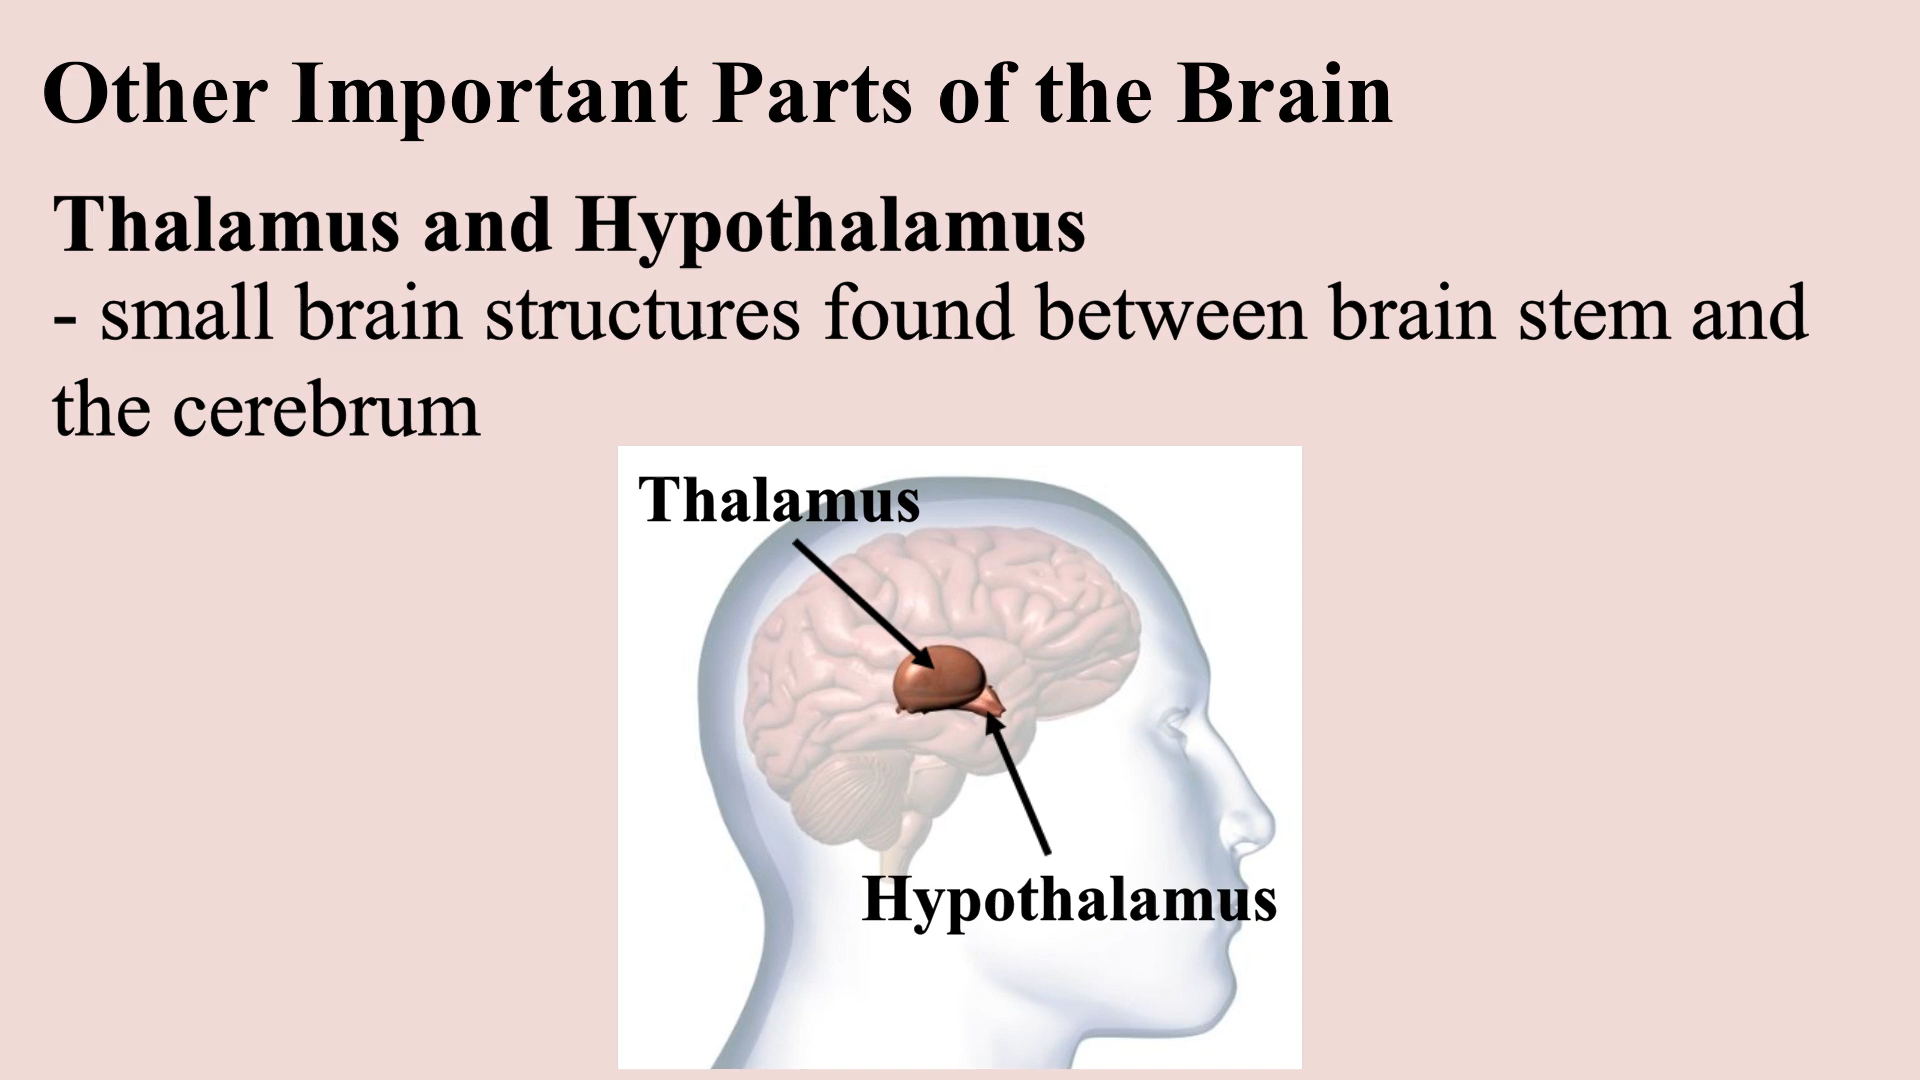 Other Important Parts of the Brain
Thalamus and Hypothalamus
- small brain structures found between brain stem and
the cerebrum
Thalamus
Hypothalamus